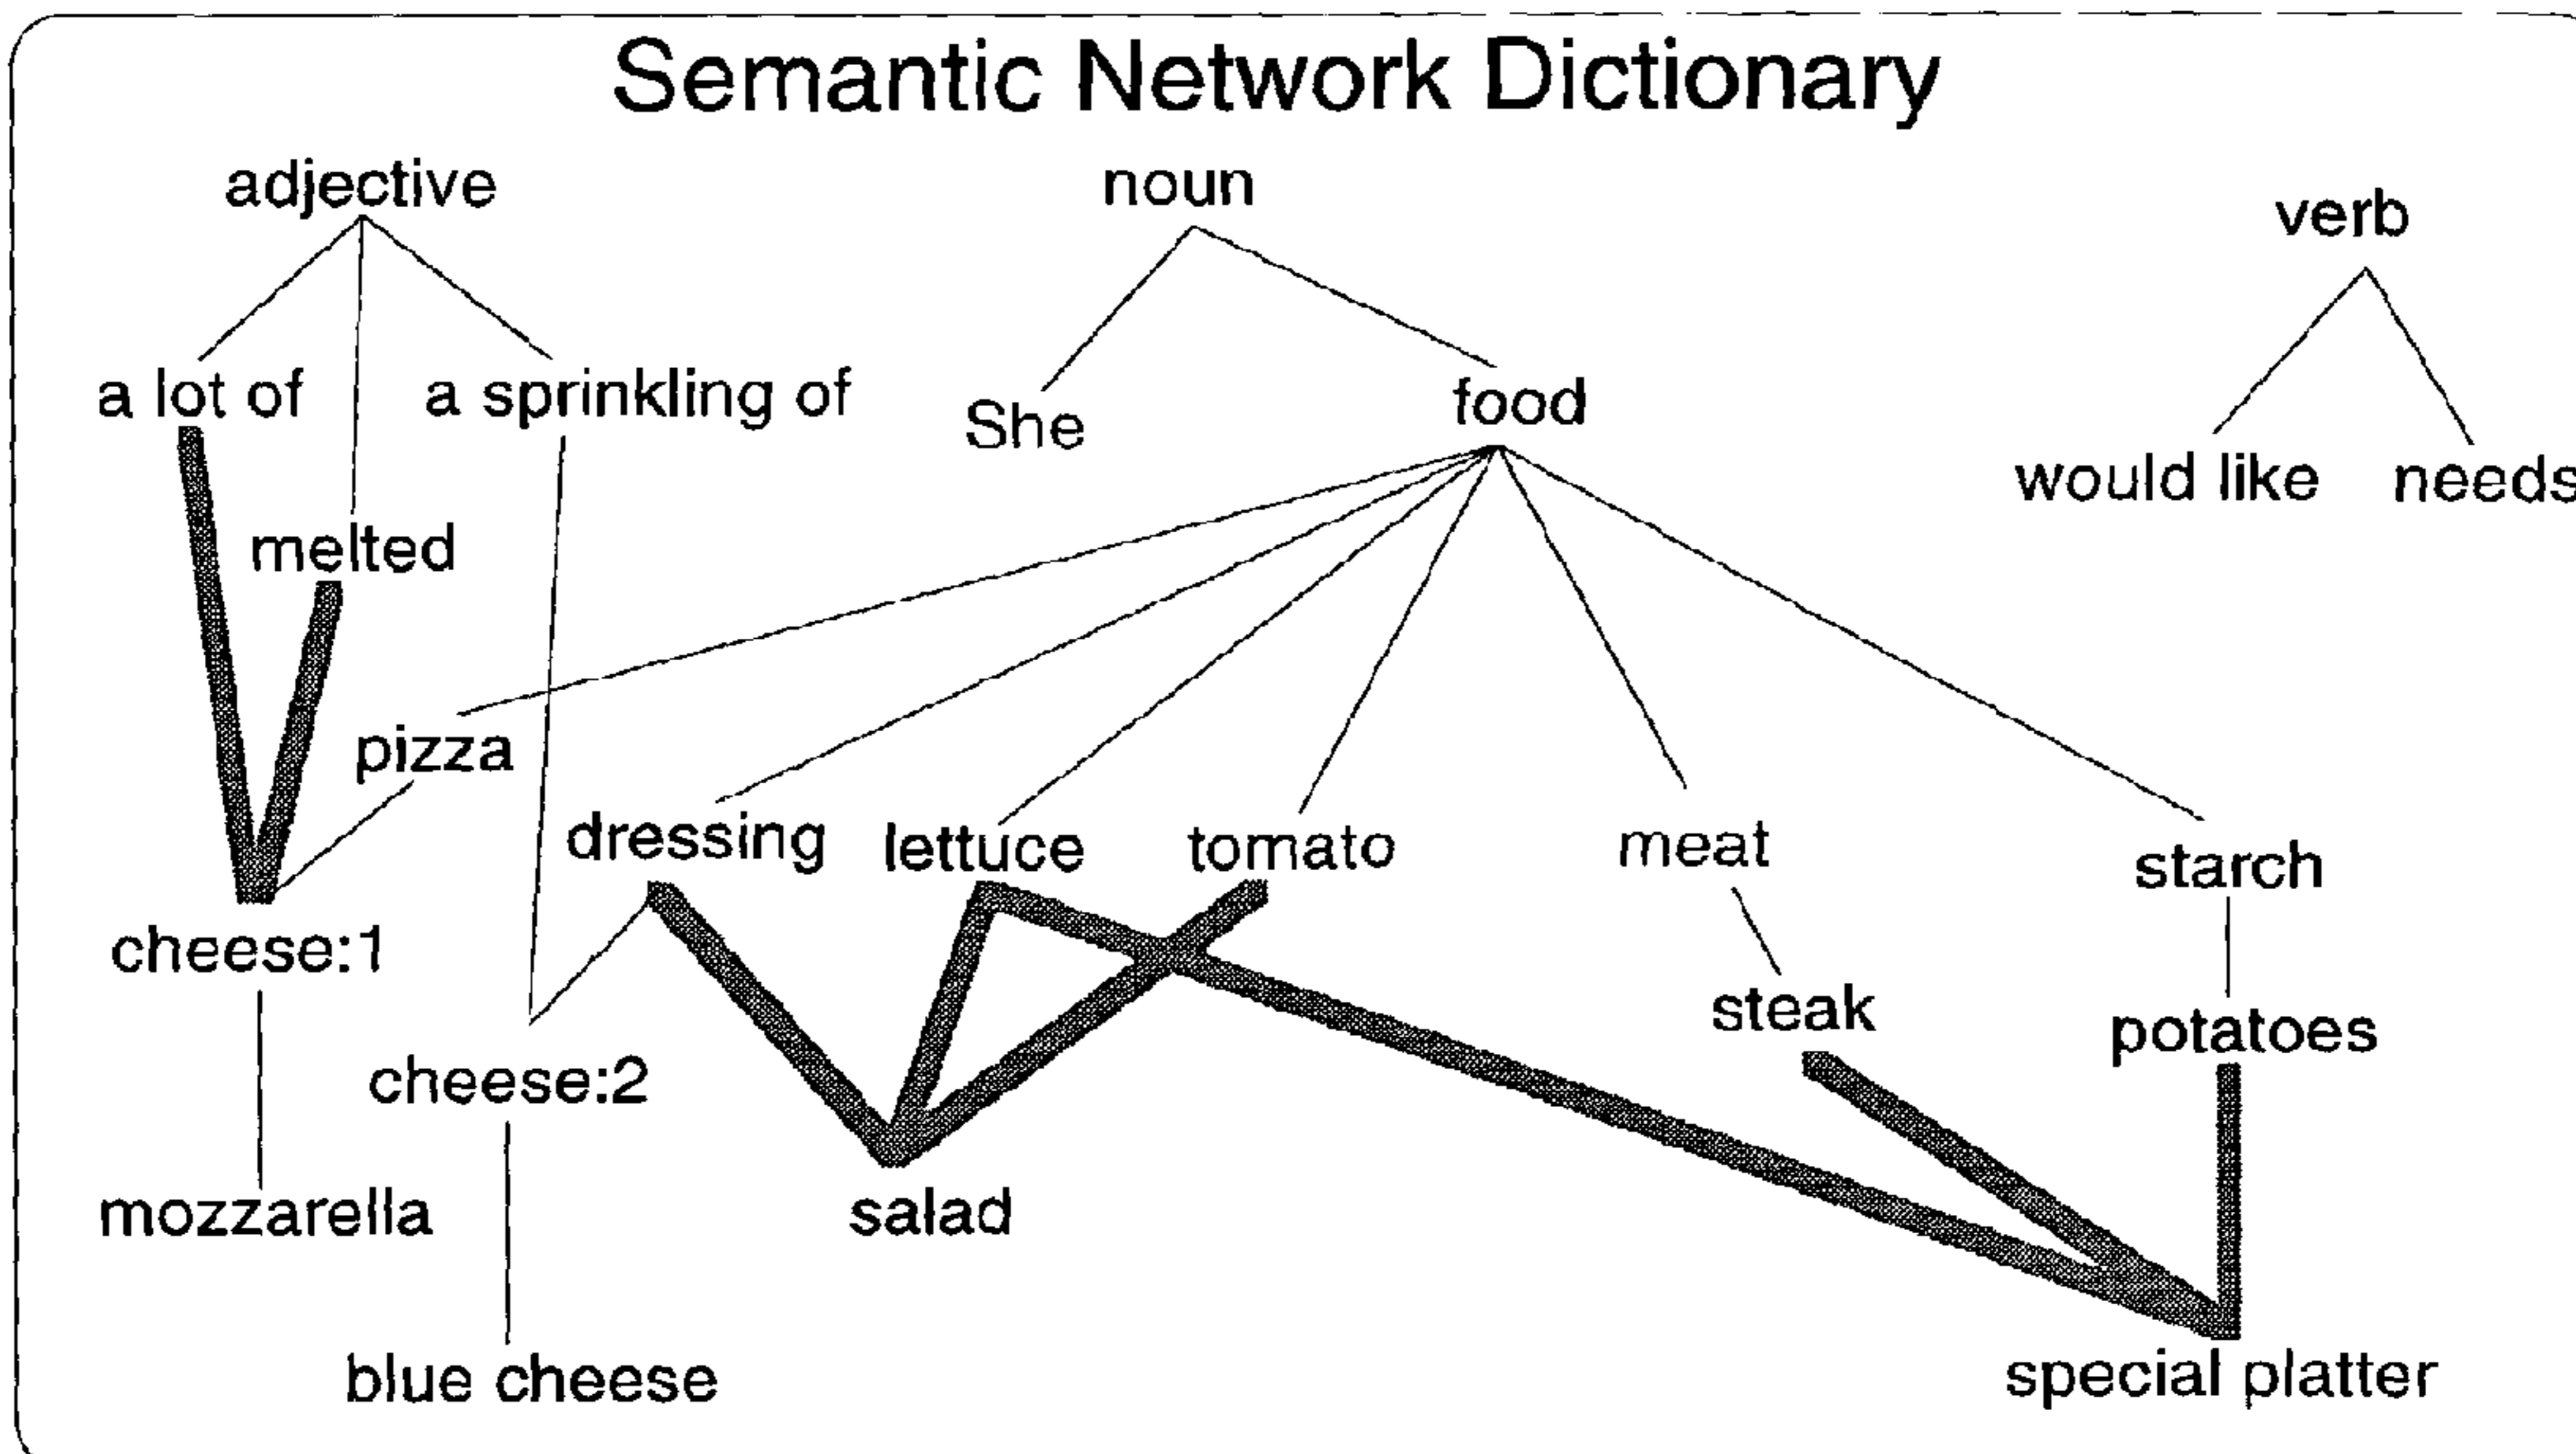 Semantic Network Dictionary
adjective
noun
verb
a lot of
a sprinkling of
She
food
would like
needs
melted
pizza
dressing
lettuce
tomato
meat
starch
cheese:1
steak
potatoes
cheese:2
mozzarella
salad
blue cheese
special platter